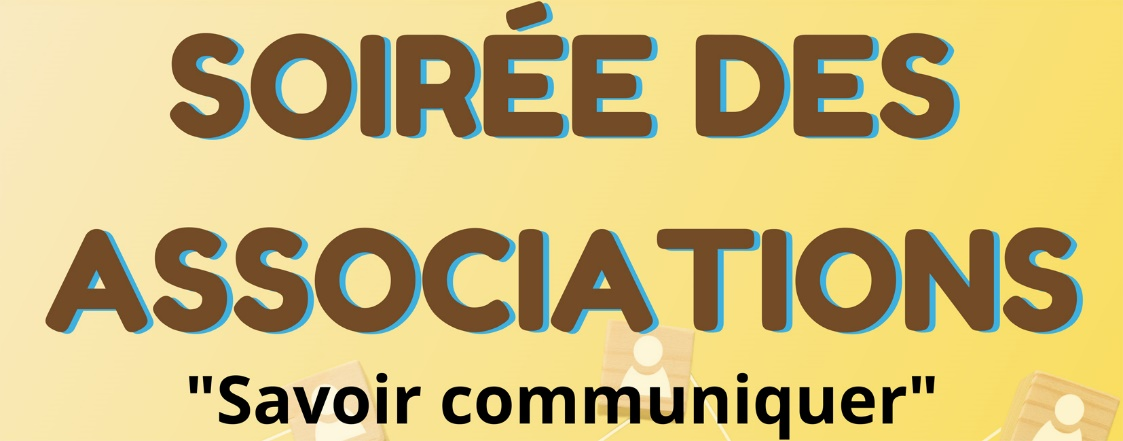 SOIRÉE DES
ASSOCIATIONS
"Savoir communiquer"